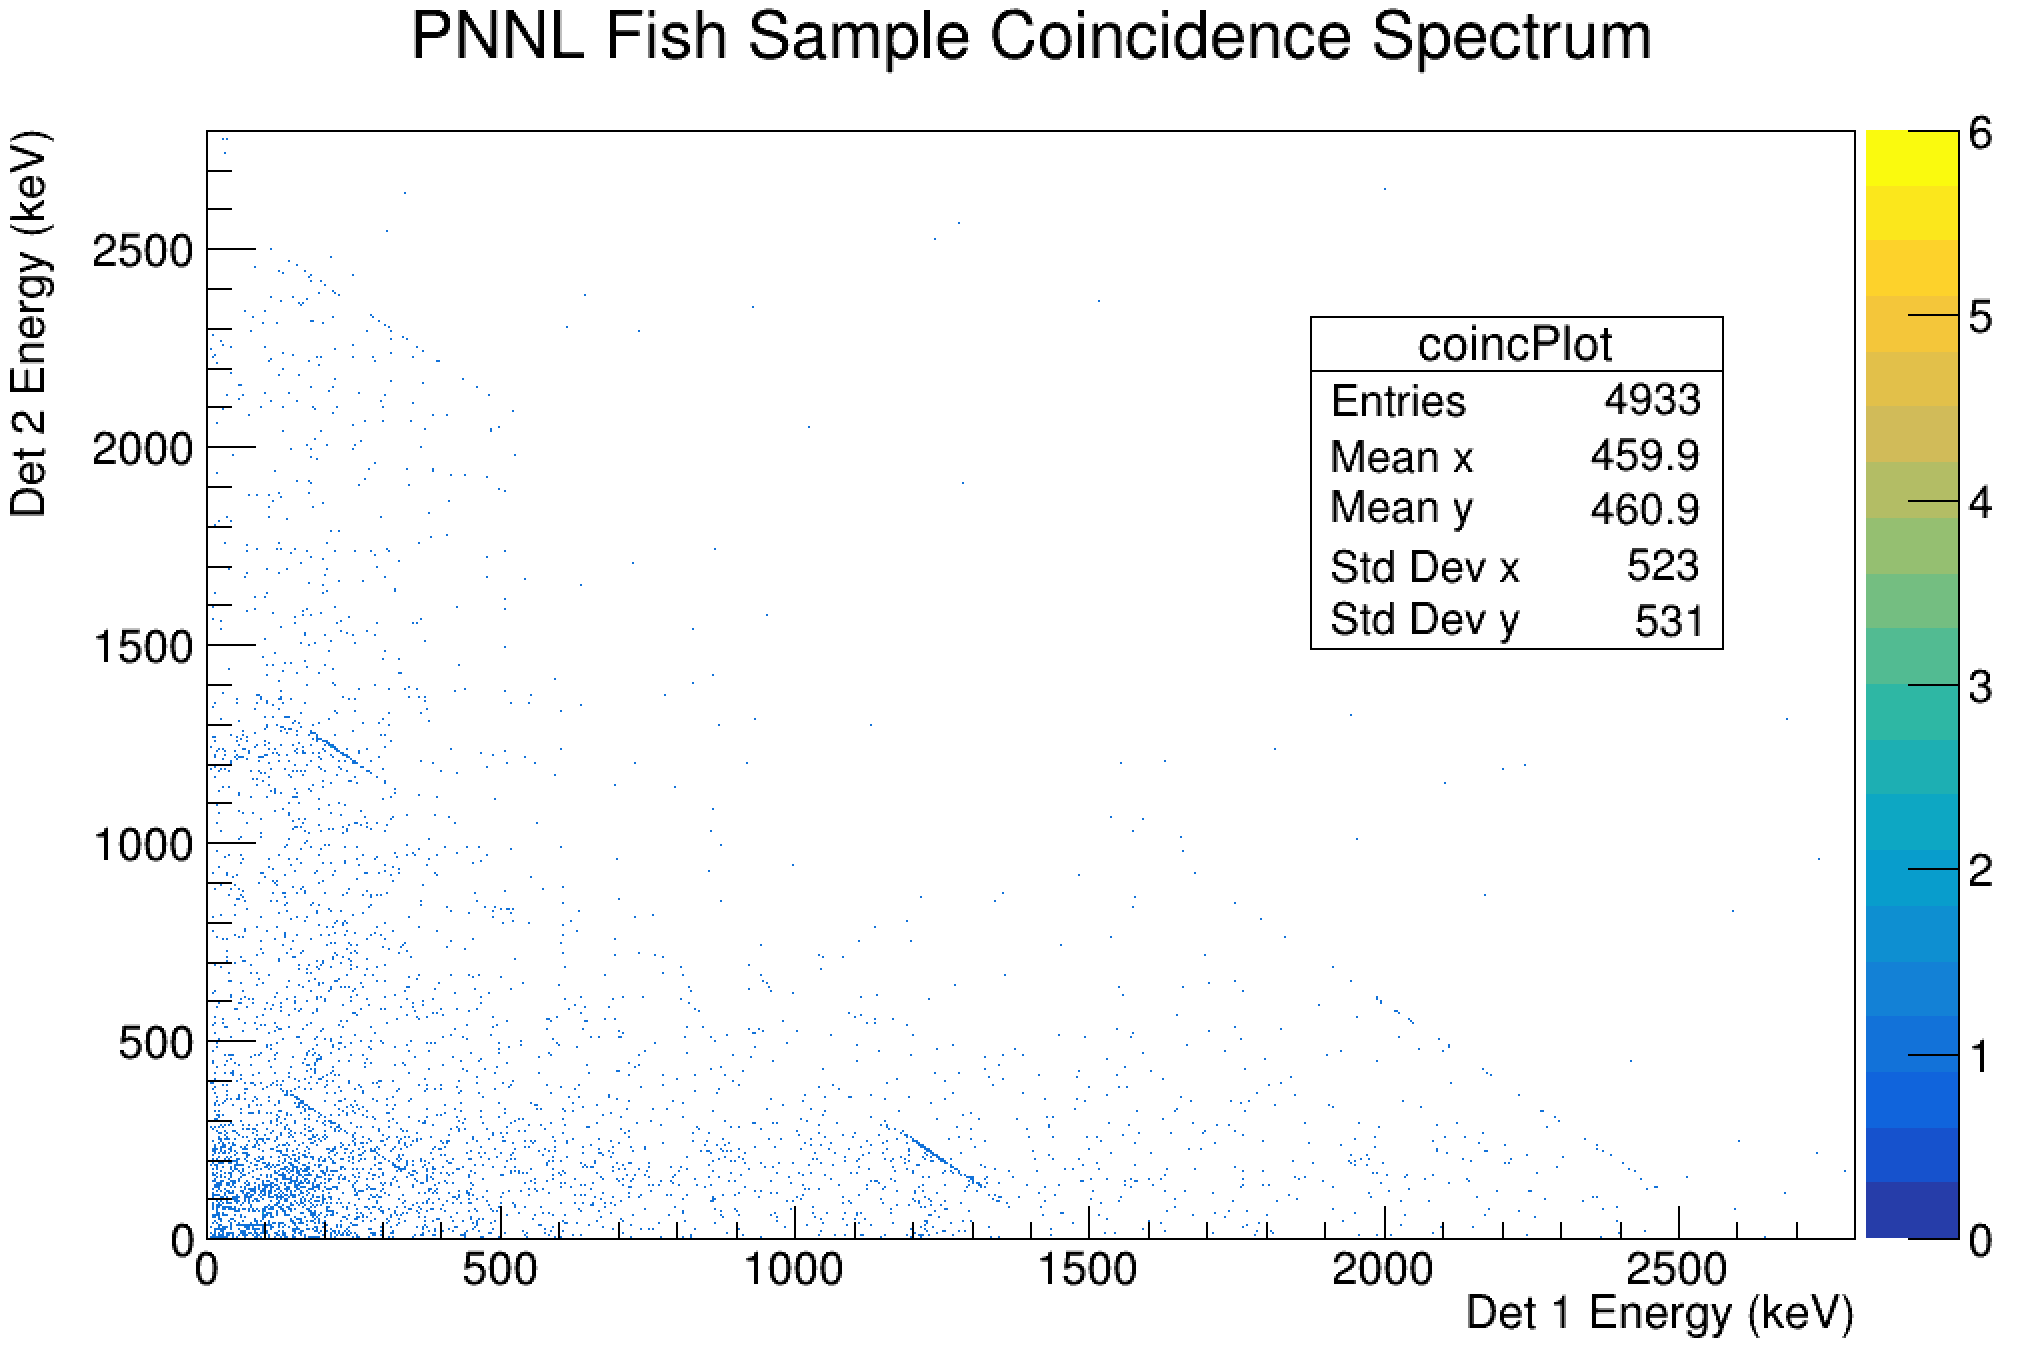 PNNL Fish Sample Coincidence Spectrum
Det 2 Energy (keV)
2500
2000
1500
1000
500
0
0 500 1000 1500 2000 2500
Det 1 Energy (keV)
coincPlot
Entries 4933
Mean x 459.9
Mean y 460.9
Std Dev x 523
Std Dev y 531
6
5
4
3
2
1
0